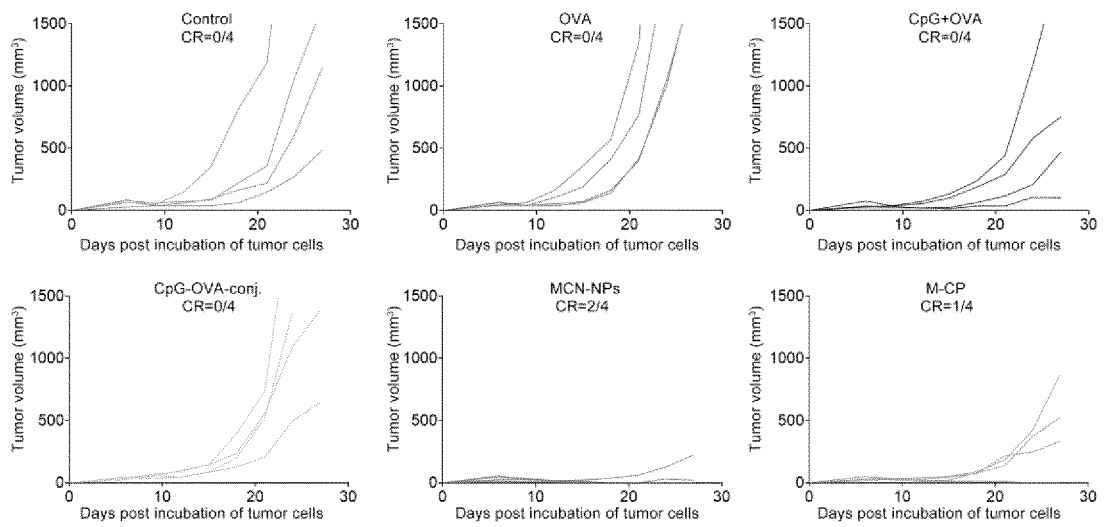 Control
CR=0/4
1500
1000
500
0
Tumor volume (mm³)
0 10 20 30
Days post incubation of tumor cells
OVA
CR=0/4
1500
1000
500
0
Tumor volume (mm³)
0 10 20 30
Days post incubation of tumor cells
CpG+OVA
CR=0/4
1500
1000
500
0
Tumor volume (mm³)
0 10 20 30
Days post incubation of tumor cells
CpG-OVA-conj.
CR=0/4
1500
1000
500
0
Tumor volume (mm³)
0 10 20 30
Days post incubation of tumor cells
MCN-NPs
CR=2/4
1500
1000
500
0
Tumor volume (mm³)
0 10 20 30
Days post incubation of tumor cells
M-CP
CR=1/4
1500
1000
500
0
Tumor volume (mm³)
0 10 20 30
Days post incubation of tumor cells